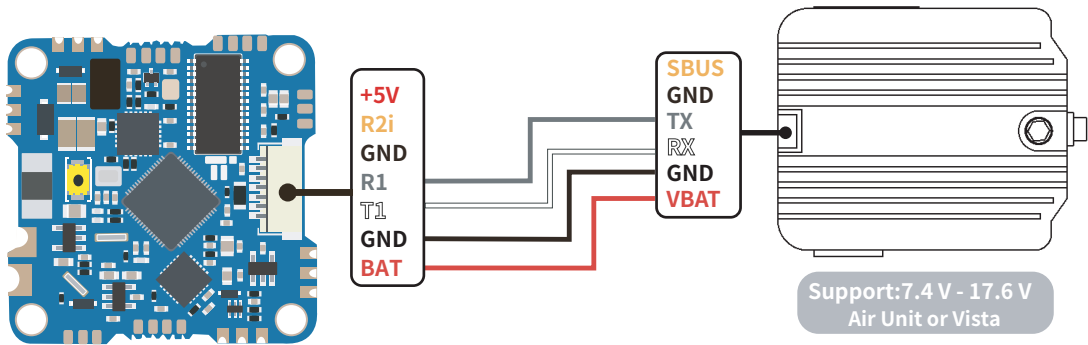 +5V
R2i
GND
R1
T1
GND
BAT
SBUS
GND
TX
RX
GND
VBAT
Support:7.4 V - 17.6 V
Air Unit or Vista